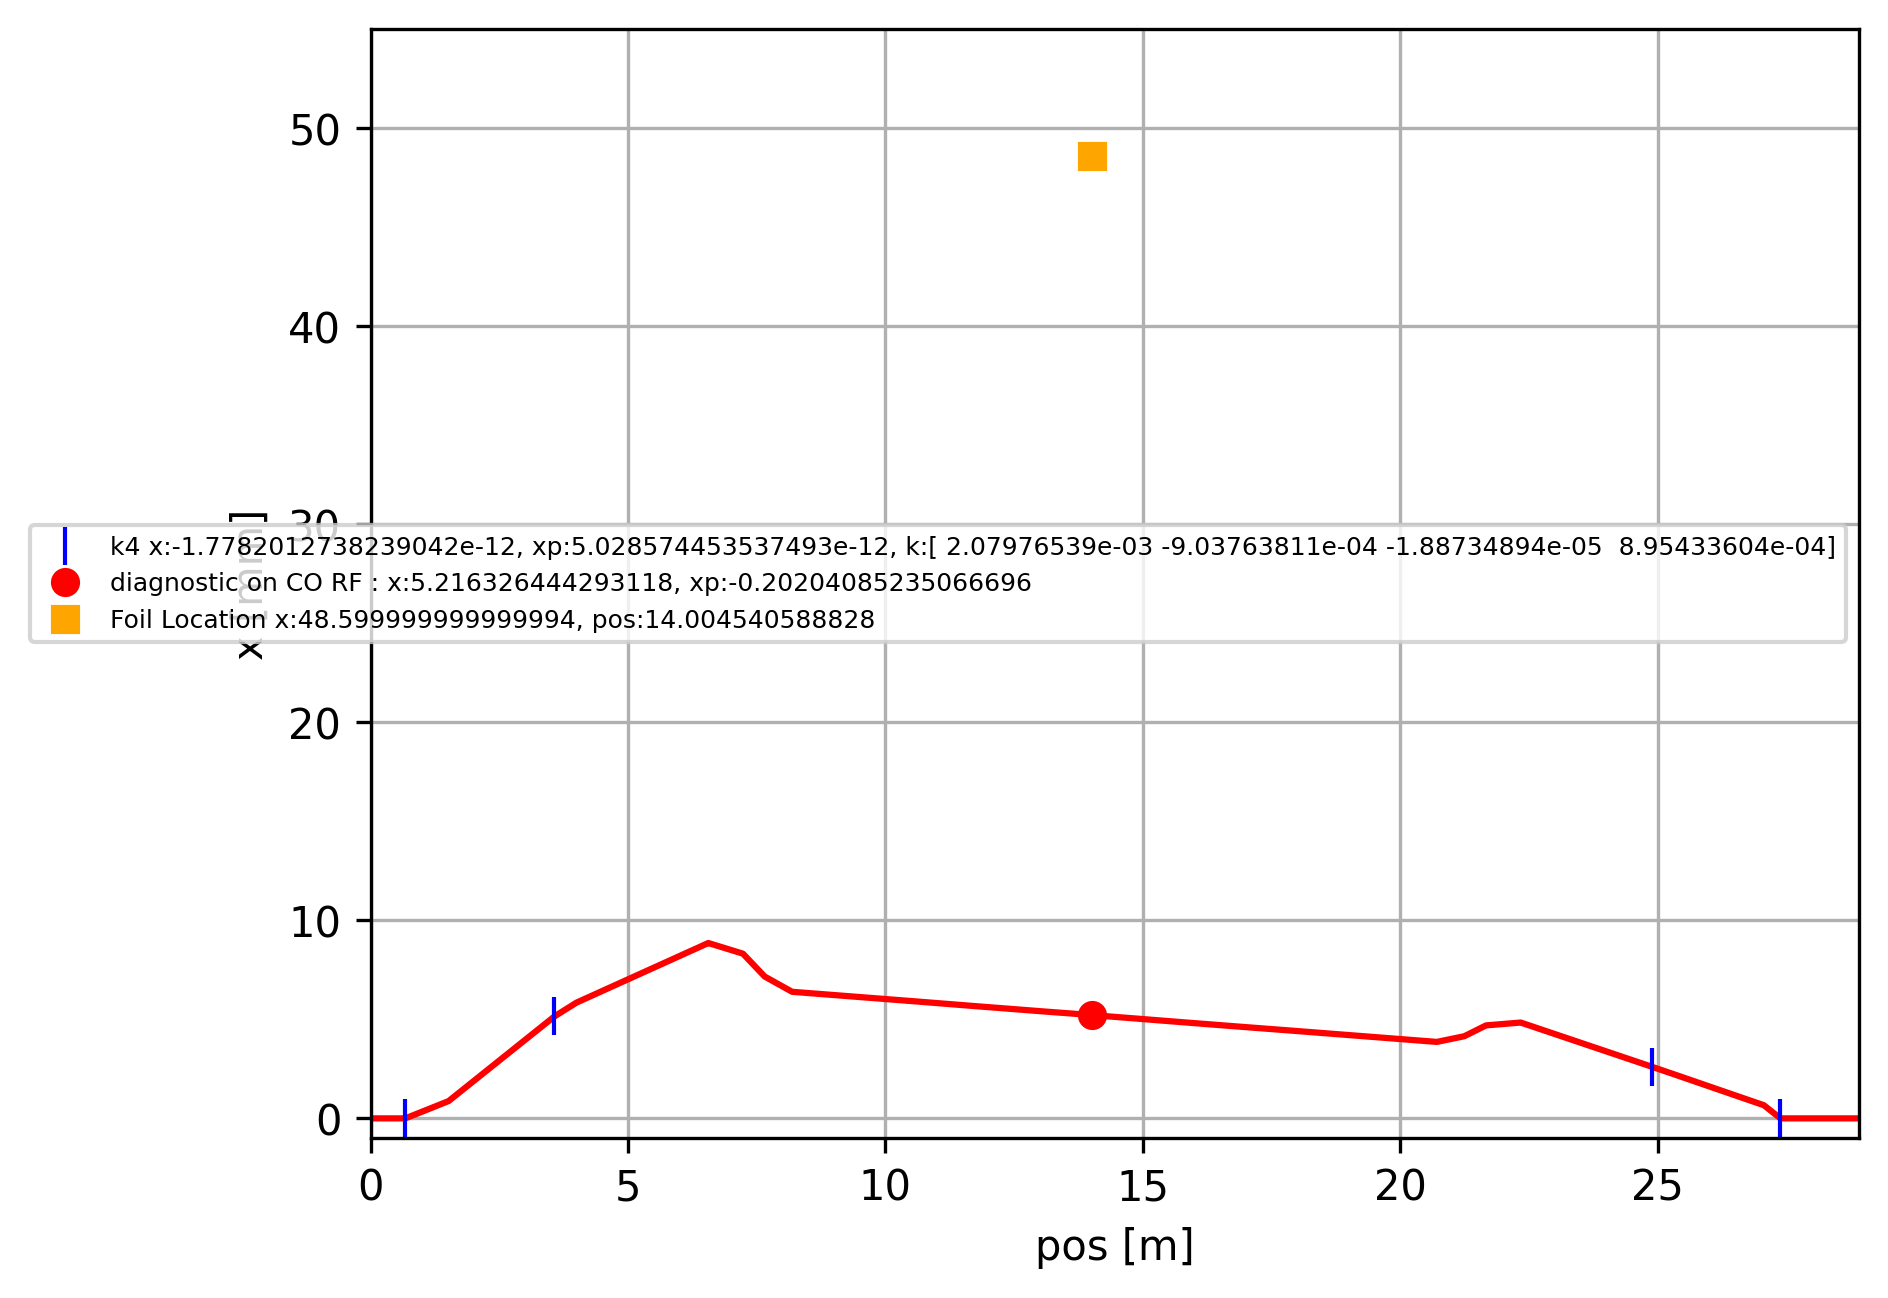 50
40
30
20
10
0
x [mm]
k4 x:-1.7782012738239042e-12, xp:5.028574453537493e-12, k:[ 2.07976539e-03 -9.03763811e-04 -1.88734894e-05  8.95433604e-04]
diagnostic on CO RF : x:5.216326444293118, xp:-0.20204085235066696
Foil Location x:48.599999999999994, pos:14.004540588828
0 5 10 15 20 25
pos [m]